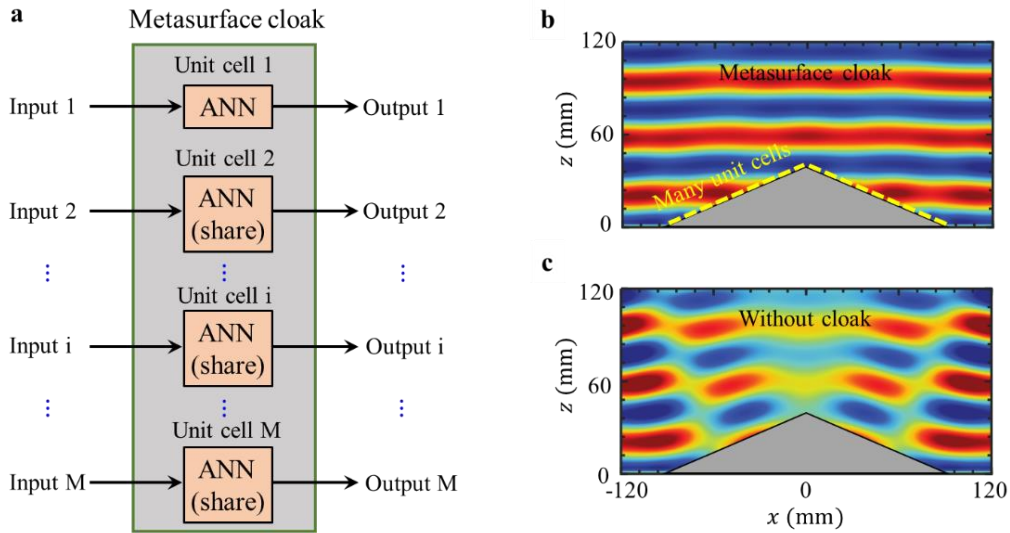 a
Metasurface cloak
Unit cell 1
Input 1
ANN
Output 1
Unit cell 2
Input 2
ANN
(share)
Output 2
Unit cell i
Input i
ANN
(share)
Output i
Unit cell M
Input M
ANN
(share)
Output M
b
120
Metasurface cloak
z (mm)
60
Many unit cells
0
c
120
Without cloak
z (mm)
60
0
-120 0 120
x (mm)